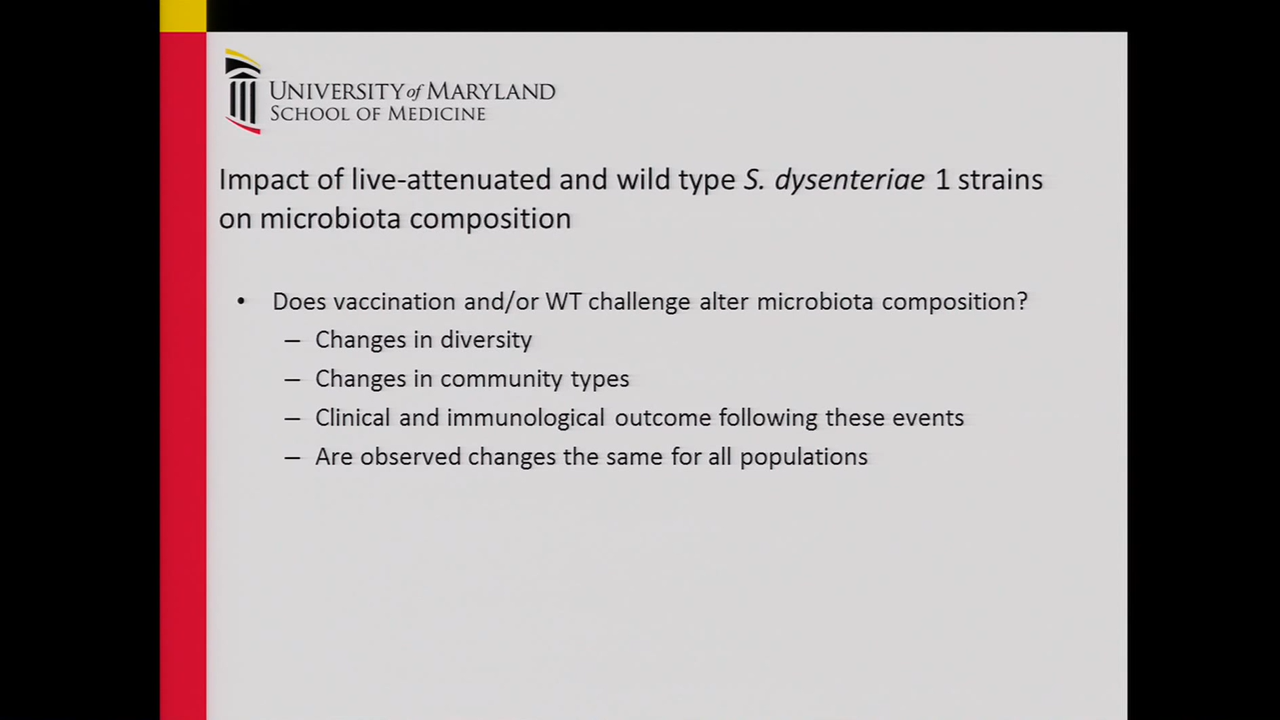 UNIVERSITY of MARYLAND
SCHOOL OF MEDICINE
Impact of live-attenuated and wild type S. dysenteriae 1 strains
on microbiota composition
• Does vaccination and/or WT challenge alter microbiota composition?
– Changes in diversity
– Changes in community types
– Clinical and immunological outcome following these events
– Are observed changes the same for all populations